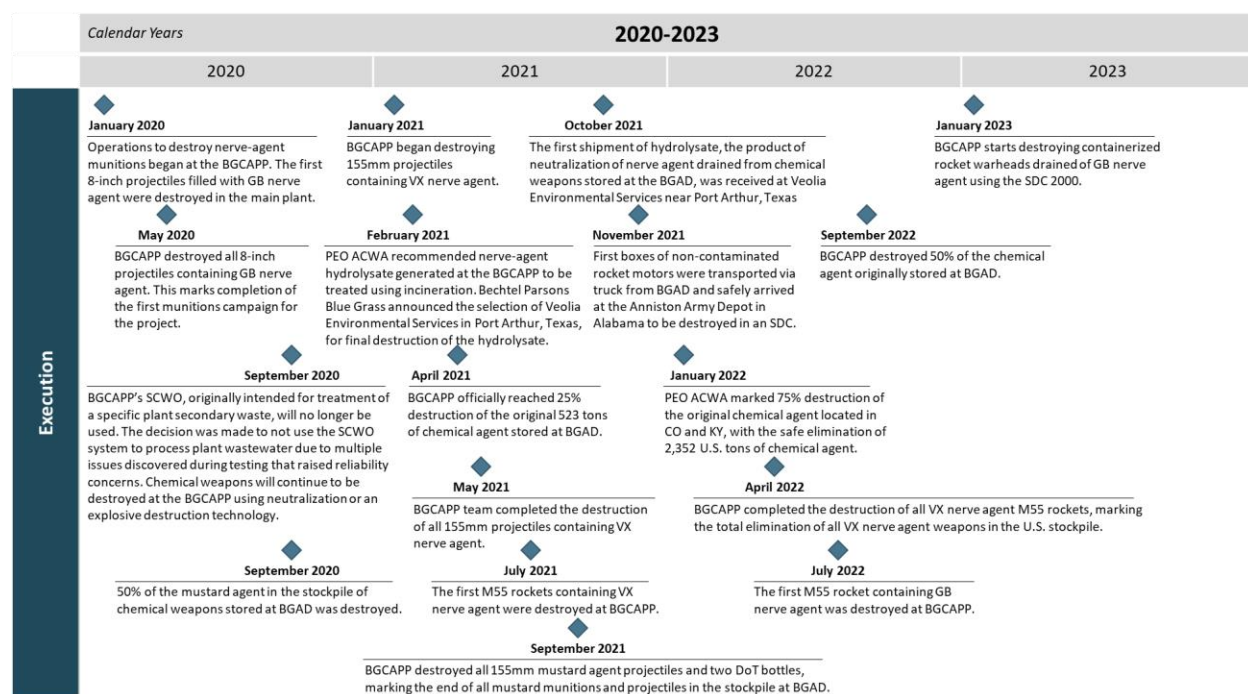 Calendar Years
2020-2023
2020
2021
2022
2023
Execution
January 2020
Operations to destroy nerve-agent
munitions began at the BGCAPP. The first
8-inch projectiles filled with GB nerve
agent were destroyed in the main plant.
January 2021
BGCAPP began destroying
155mm projectiles
containing VX nerve agent.
October 2021
The first shipment of hydrolysate, the product of
neutralization of nerve agent drained from chemical
weapons stored at the BGAD, was received at Veolia
Environmental Services near Port Arthur, Texas
January 2023
BGCAPP starts destroying containerized
rocket warheads drained of GB nerve
agent using the SDC 2000.
May 2020
BGCAPP destroyed all 8-inch
projectiles containing GB nerve
agent. This marks completion of
the first munitions campaign for
the project.
February 2021
PEO ACWA recommended nerve-agent
hydrolysate generated at the BGCAPP to be
treated using incineration. Bechtel Parsons
Blue Grass announced the selection of Veolia
Environmental Services in Port Arthur, Texas,
for final destruction of the hydrolysate.
November 2021
First boxes of non-contaminated
rocket motors were transported via
truck from BGAD and safely arrived
at the Anniston Army Depot in
Alabama to be destroyed in an SDC.
September 2022
BGCAPP destroyed 50% of the chemical
agent originally stored at BGAD.
September 2020
BGCAPP's SCWO, originally intended for treatment of
a specific plant secondary waste, will no longer be
used. The decision was made to not use the SCWO
system to process plant wastewater due to multiple
issues discovered during testing that raised reliability
concerns. Chemical weapons will continue to be
destroyed at the BGCAPP using neutralization or an
explosive destruction technology.
April 2021
BGCAPP officially reached 25%
destruction of the original 523 tons
of chemical agent stored at BGAD.
January 2022
PEO ACWA marked 75% destruction
of the original chemical agent located in
CO and KY, with the safe elimination of
2,352 U.S. tons of chemical agent.
May 2021
BGCAPP team completed the destruction
of all 155mm projectiles containing VX
nerve agent.
April 2022
BGCAPP completed the destruction of all VX nerve agent M55 rockets, marking
the total elimination of all VX nerve agent weapons in the U.S. stockpile.
September 2020
50% of the mustard agent in the stockpile of
chemical weapons stored at BGAD was destroyed.
July 2021
The first M55 rockets containing VX
nerve agent were destroyed at BGCAPP.
July 2022
The first M55 rocket containing GB
nerve agent was destroyed at BGCAPP.
September 2021
BGCAPP destroyed all 155mm mustard agent projectiles and two DoT bottles,
marking the end of all mustard munitions and projectiles in the stockpile at BGAD.